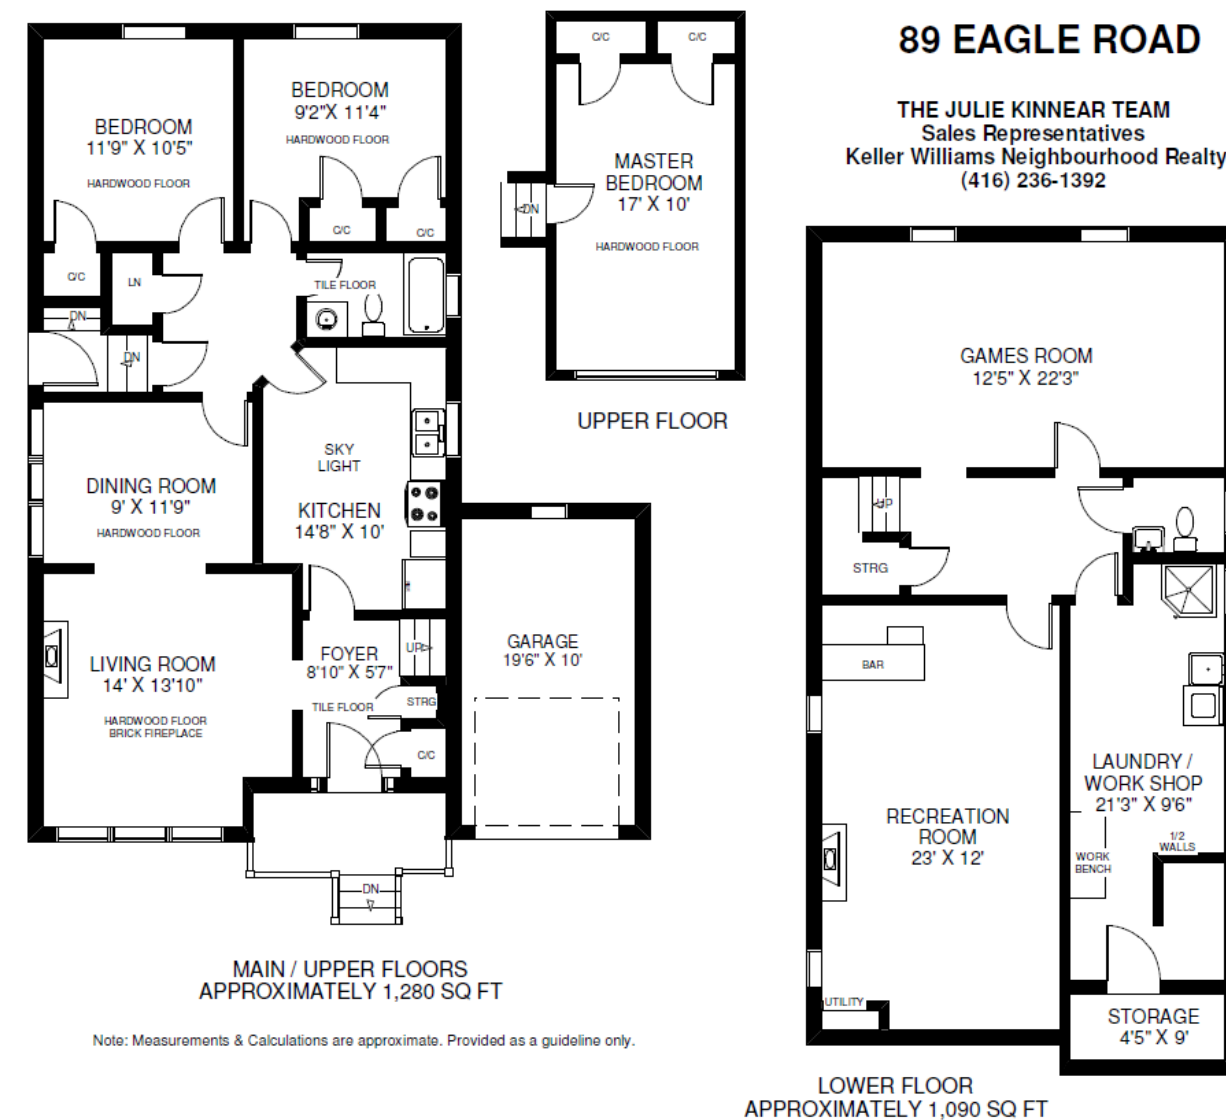 89 EAGLE ROAD
THE JULIE KINNEAR TEAM
Sales Representatives
Keller Williams Neighbourhood Realty
(416) 236-1392
BEDROOM
11'9" X 10'5"
HARDWOOD FLOOR
BEDROOM
9'2"X 11'4"
HARDWOOD FLOOR
C/C
C/C
C/C
LN
DN
DN
TILE FLOOR
DINING ROOM
9' X 11'9"
HARDWOOD FLOOR
SKY
LIGHT
KITCHEN
14'8" X 10'
LIVING ROOM
14' X 13'10"
HARDWOOD FLOOR
BRICK FIREPLACE
FOYER
8'10" X 5'7"
TILE FLOOR
UP
STRG
C/C
DN
GARAGE
19'6" X 10'
MAIN / UPPER FLOORS
APPROXIMATELY 1,280 SQ FT
Note: Measurements & Calculations are approximate. Provided as a guideline only.
C/C
C/C
MASTER
BEDROOM
17' X 10'
HARDWOOD FLOOR
DN
UPPER FLOOR
GAMES ROOM
12'5" X 22'3"
UP
STRG
BAR
RECREATION
ROOM
23' X 12'
UTILITY
LAUNDRY /
WORK SHOP
21'3" X 9'6"
1/2
WALLS
WORK
BENCH
STORAGE
4'5" X 9'
LOWER FLOOR
APPROXIMATELY 1,090 SQ FT